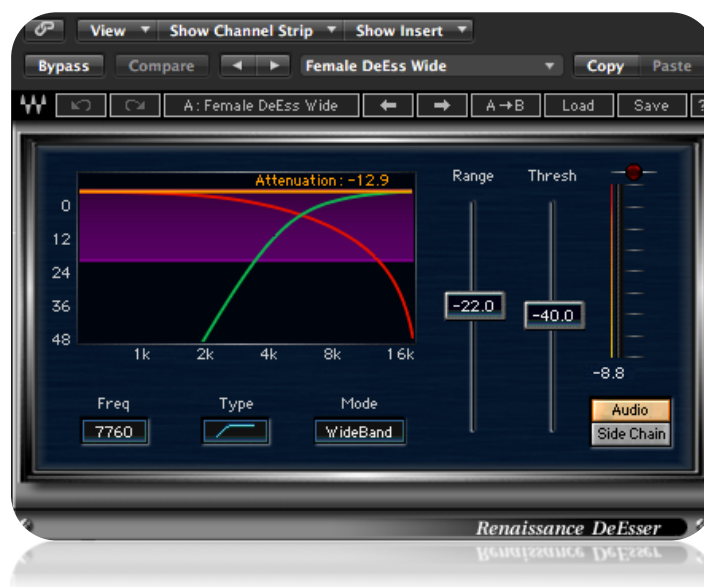 View Show Channel Strip Show Insert
Bypass Compare Female DeEss Wide Copy Paste
A: Female DeEss Wide A→B Load Save ?
Attenuation: -12.9 Range Thresh
0
12
24
36
48
1k 2k 4k 8k 16k
-22.0 -40.0
-8.8
Freq Type Mode
7760 WideBand
Audio
Side Chain
Renaissance DeEsser